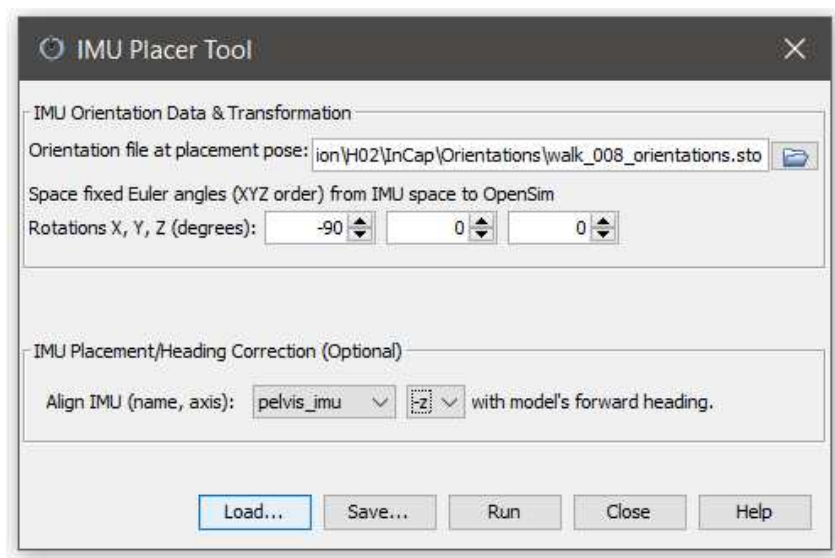 IMU Placer Tool
IMU Orientation Data & Transformation
Orientation file at placement pose: ion\H02\InCap\Orientations\walk_008_orientations.sto
Space fixed Euler angles (XYZ order) from IMU space to OpenSim
Rotations X, Y, Z (degrees): -90 0 0
IMU Placement/Heading Correction (Optional)
Align IMU (name, axis): pelvis_imu -z with model's forward heading.
Load... Save... Run Close Help